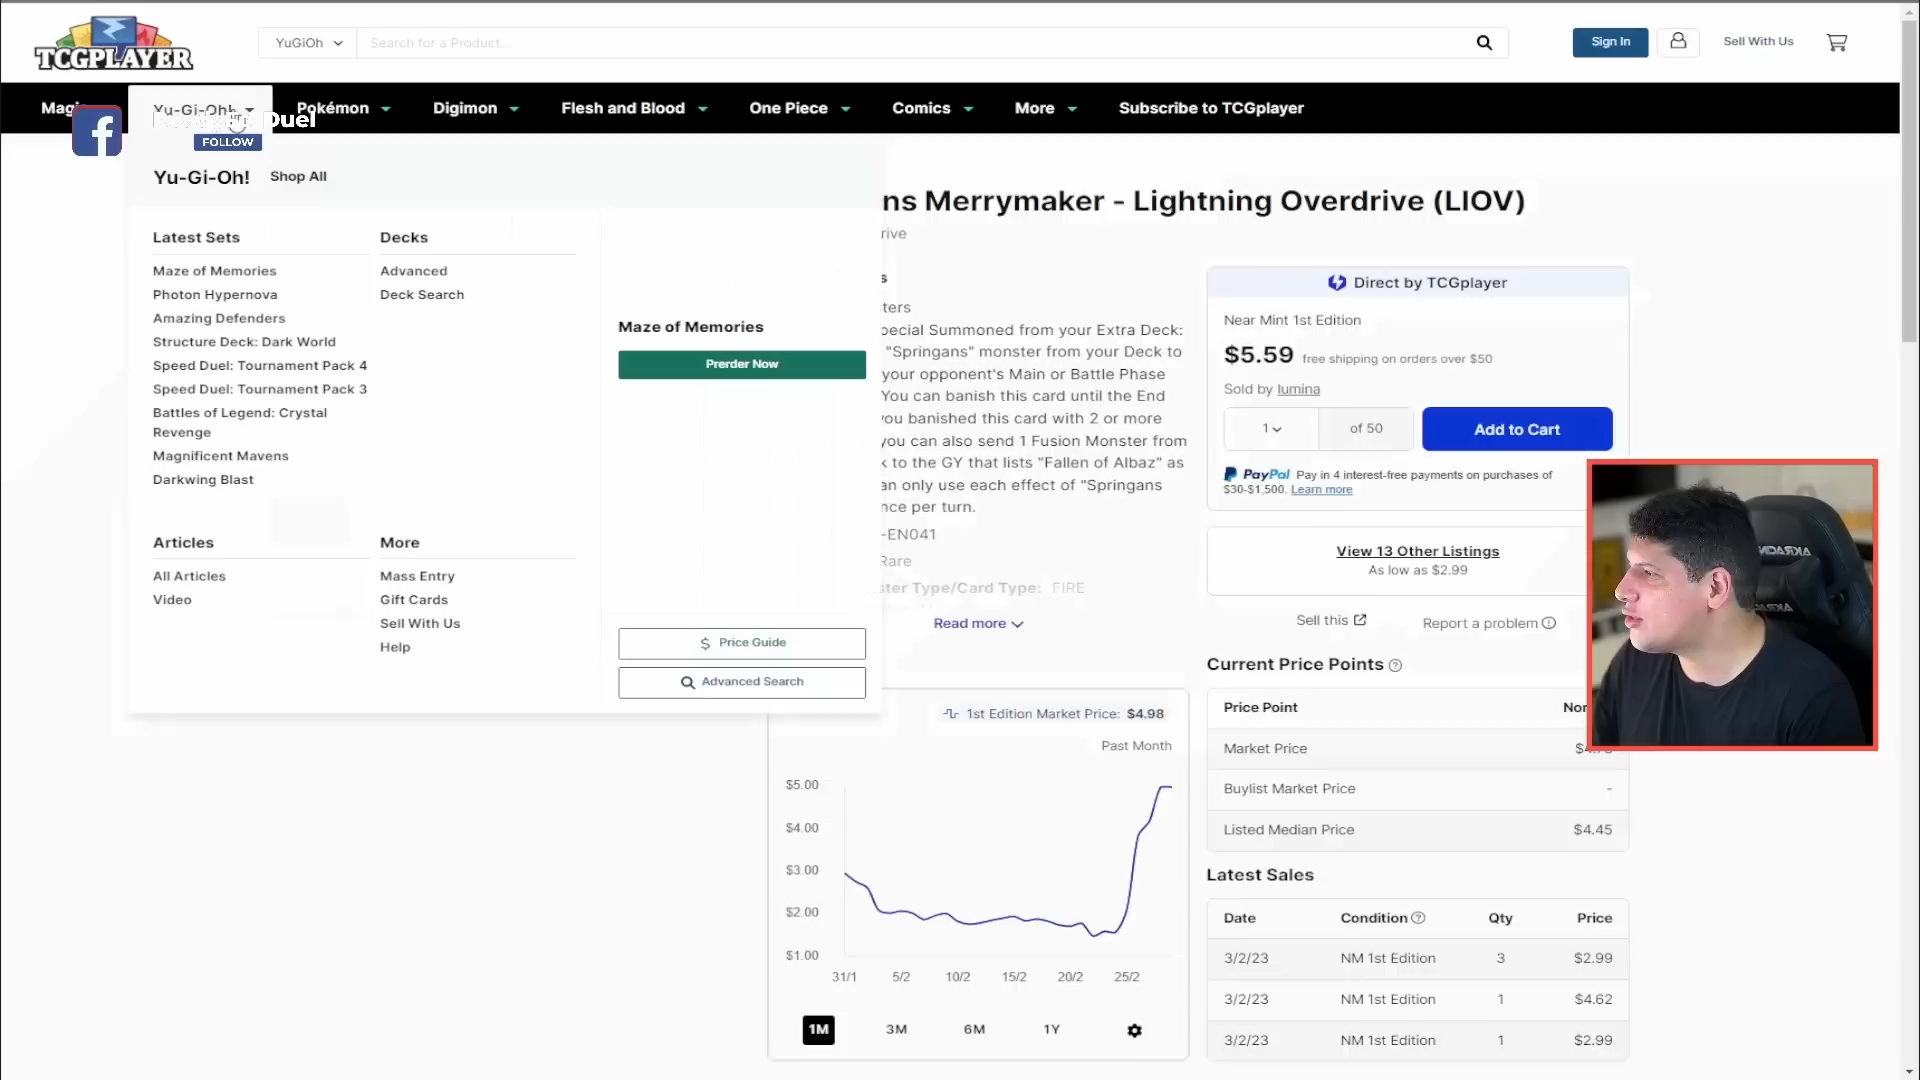 TCGPLAYER
YuGiOh
Search for a Product...
Sign In
Sell With Us
Yu-Gi-Oh!
Pokémon
Digimon
Flesh and Blood
One Piece
Comics
More
Subscribe to TCGplayer
Duel
FOLLOW
Yu-Gi-Oh!
Shop All
Latest Sets
Maze of Memories
Photon Hypernova
Amazing Defenders
Structure Deck: Dark World
Speed Duel: Tournament Pack 4
Speed Duel: Tournament Pack 3
Battles of Legend: Crystal
Revenge
Magnificent Mavens
Darkwing Blast
Decks
Advanced
Deck Search
Articles
All Articles
Video
More
Mass Entry
Gift Cards
Sell With Us
Help
Maze of Memories
Prerder Now
Price Guide
Advanced Search
ns Merrymaker - Lightning Overdrive (LIOV)
rive
s
ters
pecial Summoned from your Extra Deck:
"Springans" monster from your Deck to
your opponent's Main or Battle Phase
You can banish this card until the End
you banished this card with 2 or more
you can also send 1 Fusion Monster from
k to the GY that lists "Fallen of Albaz" as
an only use each effect of "Springans
nce per turn.
-EN041
Rare
ster Type/Card Type: FIRE
Read more
1st Edition Market Price: $4.98
Past Month
$5.00
$4.00
$3.00
$2.00
$1.00
31/1 5/2 10/2 15/2 20/2 25/2
1M 3M 6M 1Y
Direct by TCGplayer
Near Mint 1st Edition
$5.59 free shipping on orders over $50
Sold by lumina
1 of 50
Add to Cart
PayPal Pay in 4 interest-free payments on purchases of
$30-$1,500. Learn more
View 13 Other Listings
As low as $2.99
Sell this
Report a problem
Current Price Points
Price Point Nor
Market Price
Buylist Market Price -
Listed Median Price $4.45
Latest Sales
Date Condition Qty Price
3/2/23 NM 1st Edition 3 $2.99
3/2/23 NM 1st Edition 1 $4.62
3/2/23 NM 1st Edition 1 $2.99